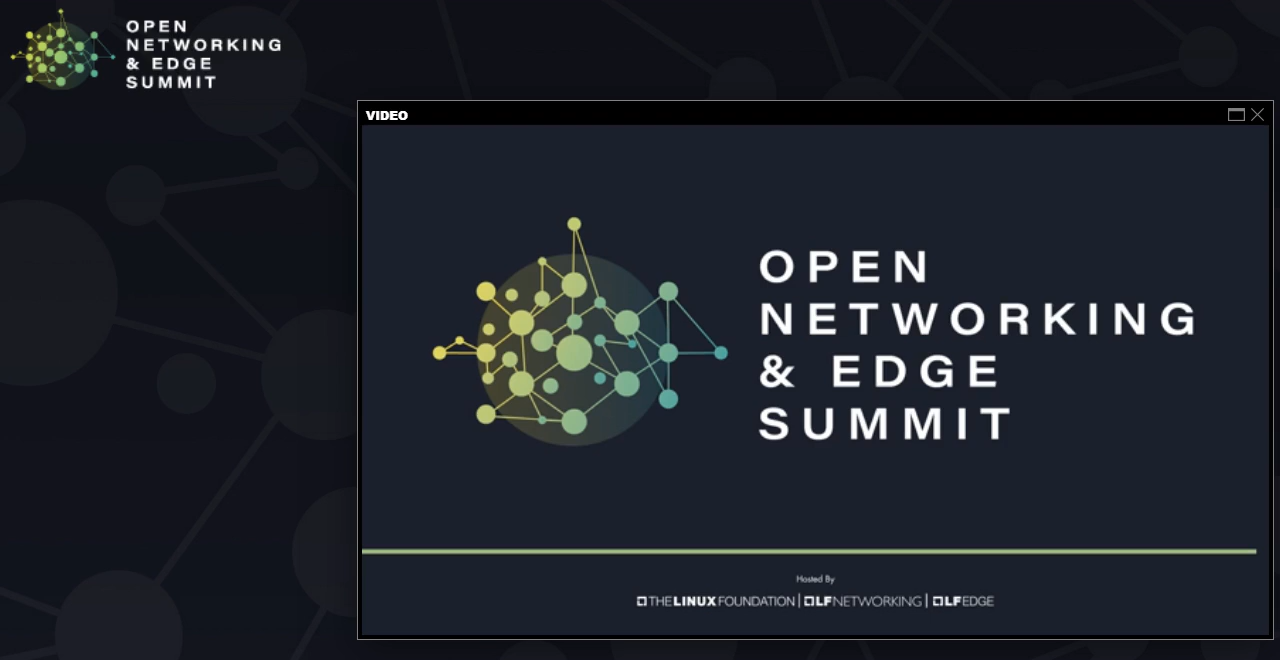 OPEN
NETWORKING
& EDGE
SUMMIT
VIDEO
OPEN
NETWORKING
& EDGE
SUMMIT
Hosted By
THE LINUX FOUNDATION | LF NETWORKING | LF EDGE